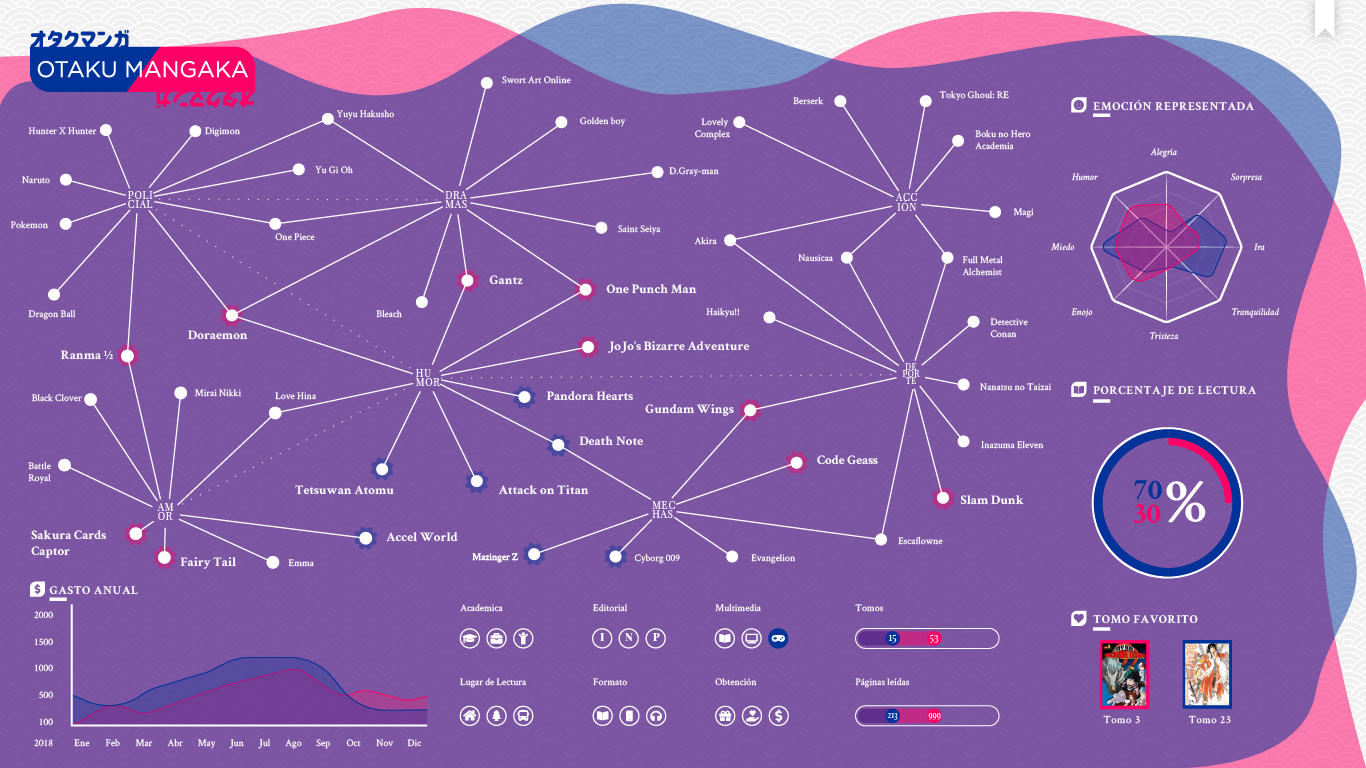 オタクマンガ
OTAKU MANGAKA
オタクマンガ
Swort Art Online
Yuyu Hakusho
Golden boy
Hunter X Hunter
Digimon
Yu Gi Oh
D.Gray-man
Naruto
POLI
CIAL
DRA
MAS
Pokemon
One Piece
Saint Seiya
Gantz
One Punch Man
Dragon Ball
Bleach
Doraemon
Ranma ½
JoJo's Bizarre Adventure
HU
MOR
Black Clover
Mirai Nikki
Love Hina
Pandora Hearts
Gundam Wings
Death Note
Battle
Royal
Tetsuwan Atomu
Attack on Titan
Code Geass
AM
OR
MEC
HAS
Sakura Cards
Captor
Accel World
Fairy Tail
Emma
Mazinger Z
Cyborg 009
Evangelion
Berserk
Tokyo Ghoul: RE
Lovely
Complex
Boku no Hero
Academia
ACC
ION
Magi
Akira
Nausicaa
Full Metal
Alchemist
Haikyu!!
Detective
Conan
DE
POR
TE
Nanatsu no Taizai
Inazuma Eleven
Slam Dunk
Escaflowne
EMOCIÓN REPRESENTADA
Alegría
Humor
Sorpresa
Miedo
Ira
Enojo
Tranquilidad
Tristeza
PORCENTAJE DE LECTURA
70
30
%
TOMO FAVORITO
Tomo 3
Tomo 23
$ GASTO ANUAL
2000
1500
1000
500
100
2018 Ene Feb Mar Abr May Jun Jul Ago Sep Oct Nov Dic
Academica
Editorial
I N P
Multimedia
Tomos
15 53
Lugar de Lectura
Formato
Obtención
$
Páginas leídas
213 999